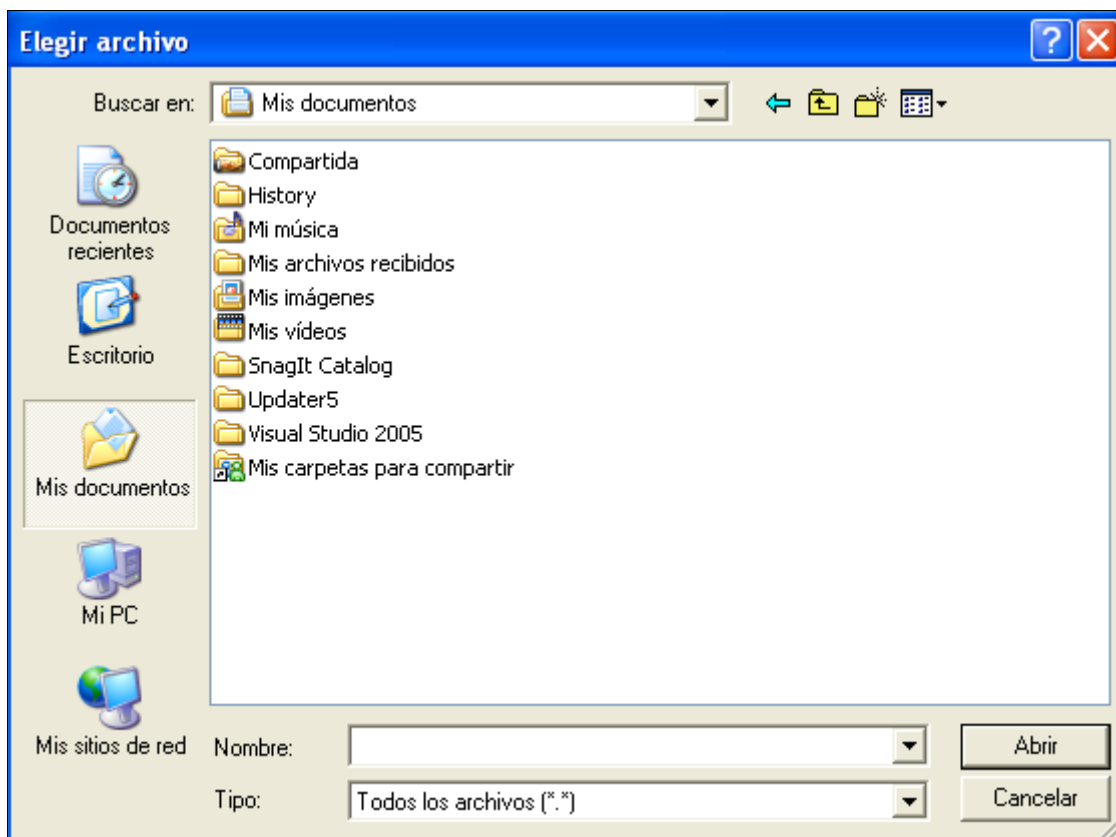 Elegir archivo
Buscar en:
Mis documentos
Documentos
recientes
Escritorio
Mis documentos
Mi PC
Mis sitios de red
Compartida
History
Mi música
Mis archivos recibidos
Mis imágenes
Mis vídeos
SnagIt Catalog
Updater5
Visual Studio 2005
Mis carpetas para compartir
Nombre:
Abrir
Tipo:
Todos los archivos (*.*)
Cancelar